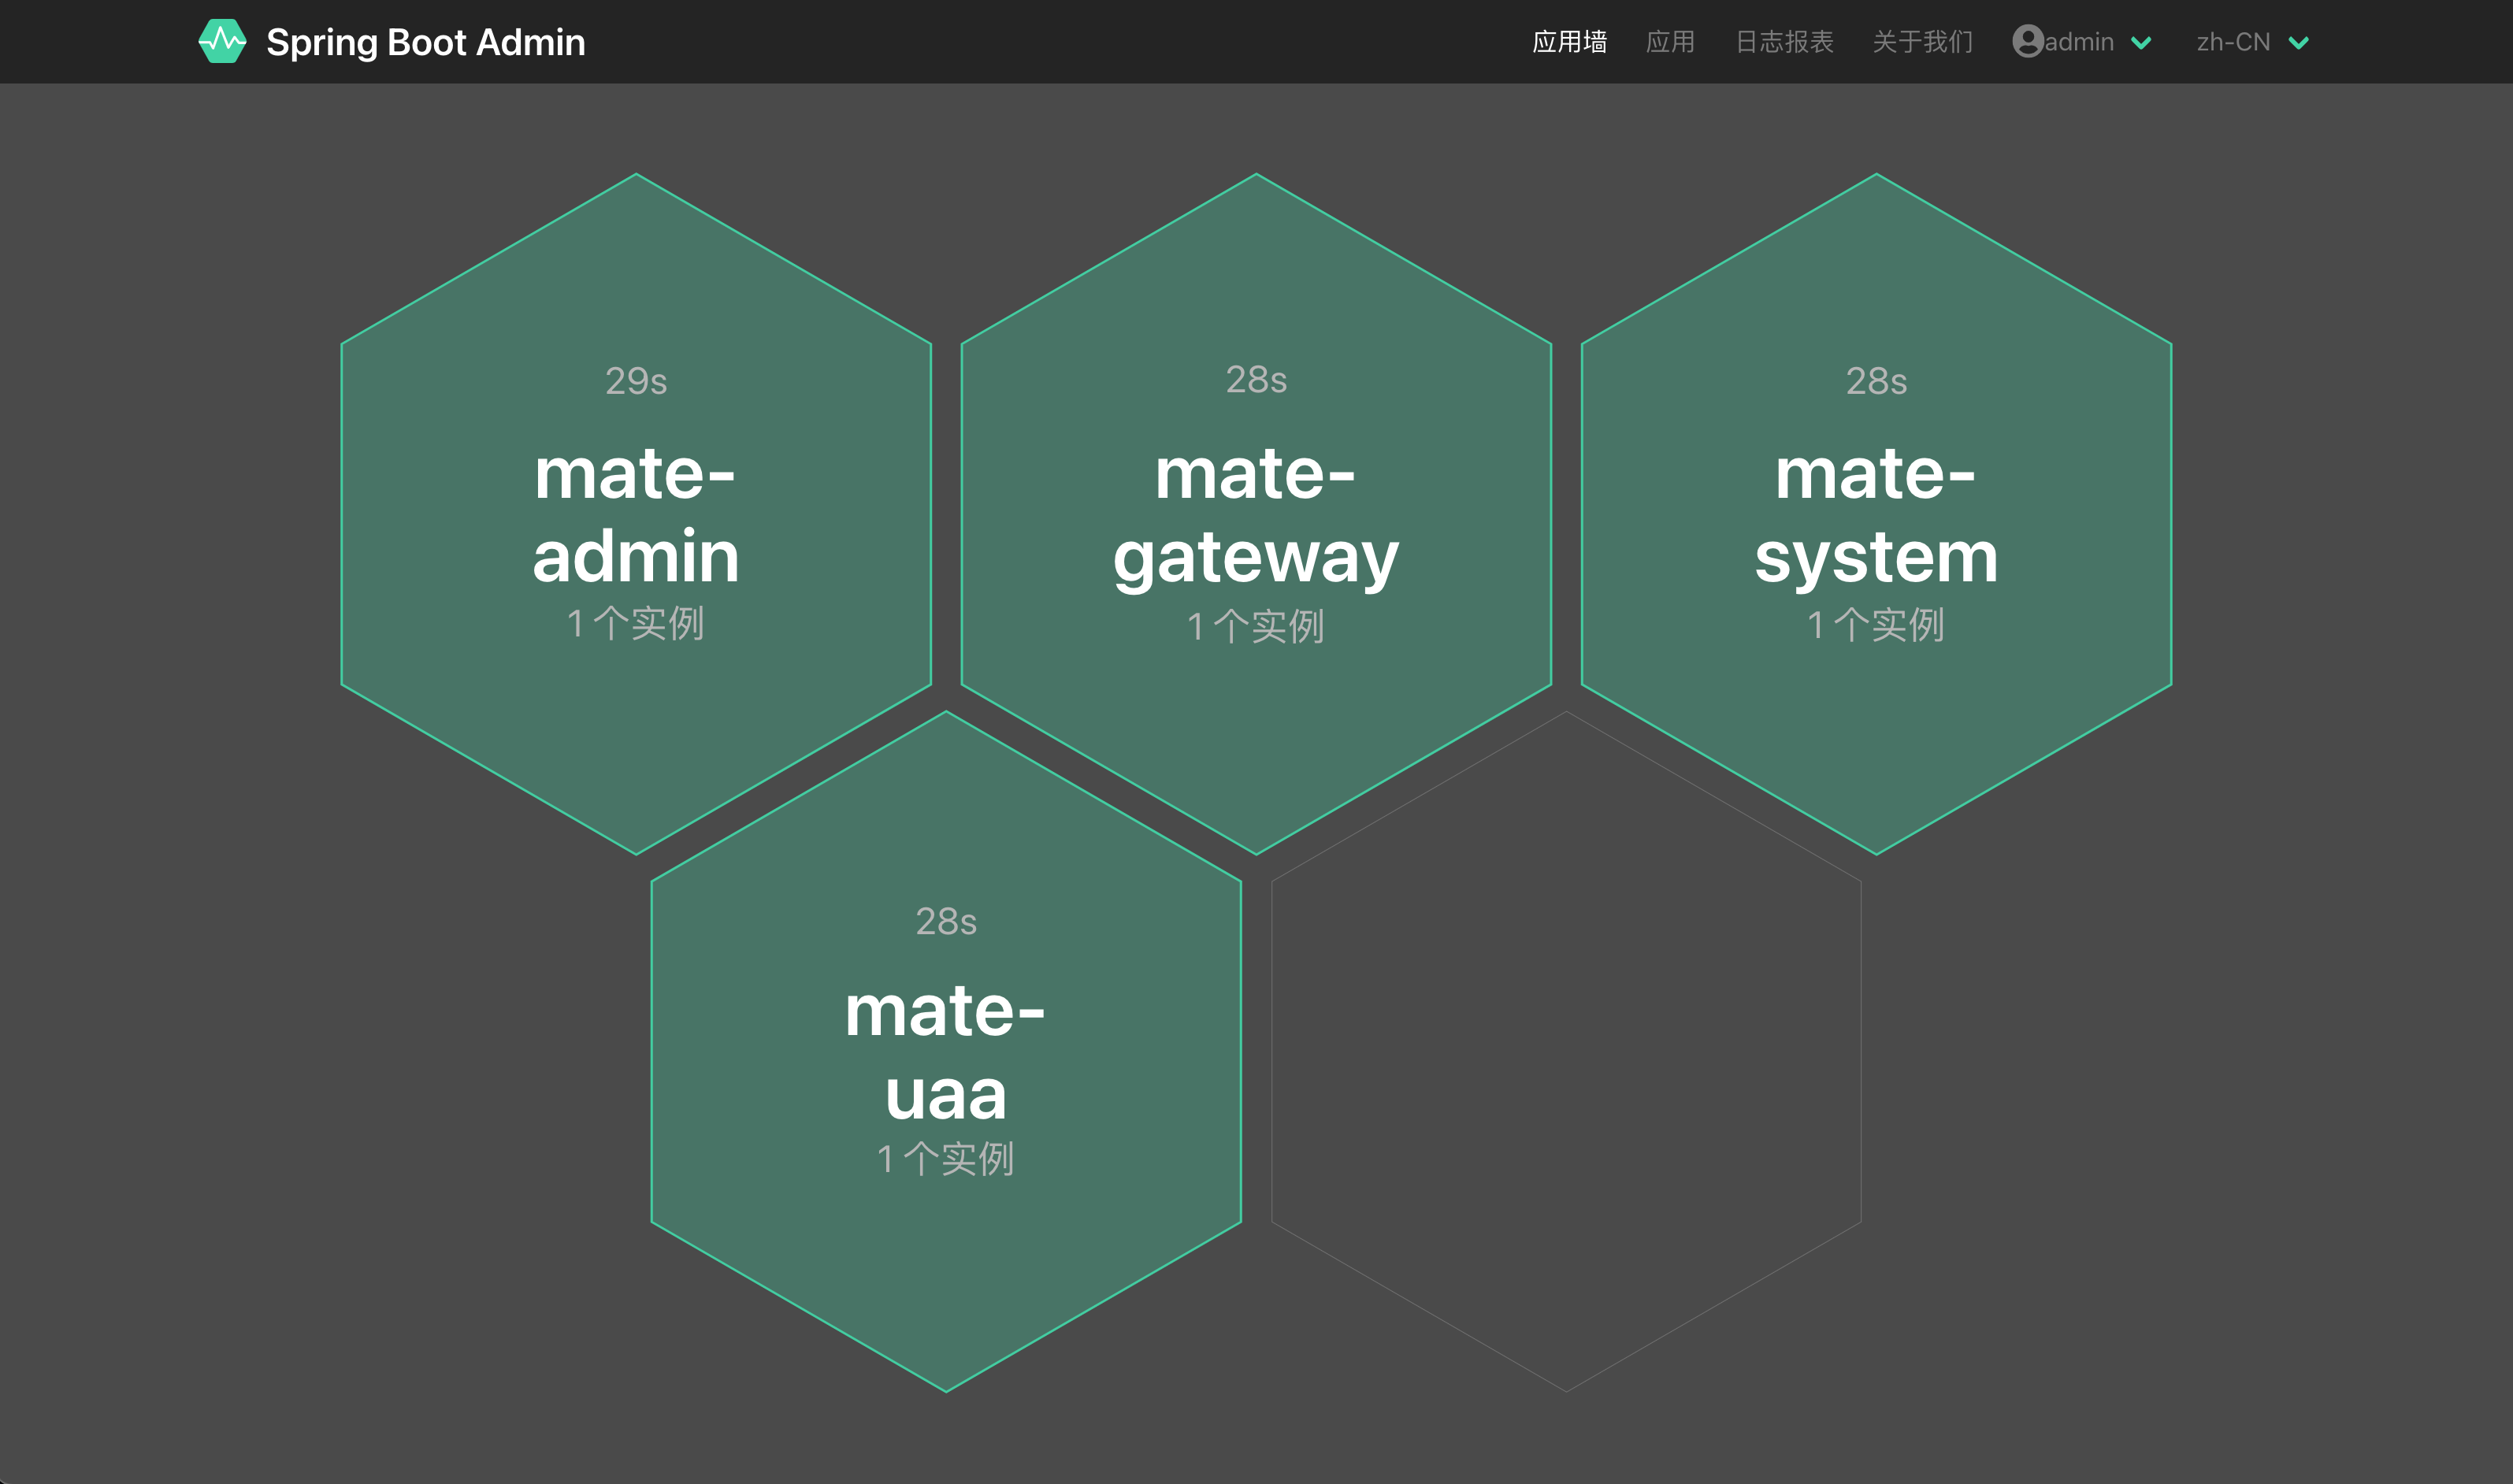 Spring Boot Admin
应用墙 应用 日志报表 关于我们 admin zh-CN
29s
mate-
admin
1 个实例
28s
mate-
gateway
1 个实例
28s
mate-
system
1 个实例
28s
mate-
uaa
1 个实例